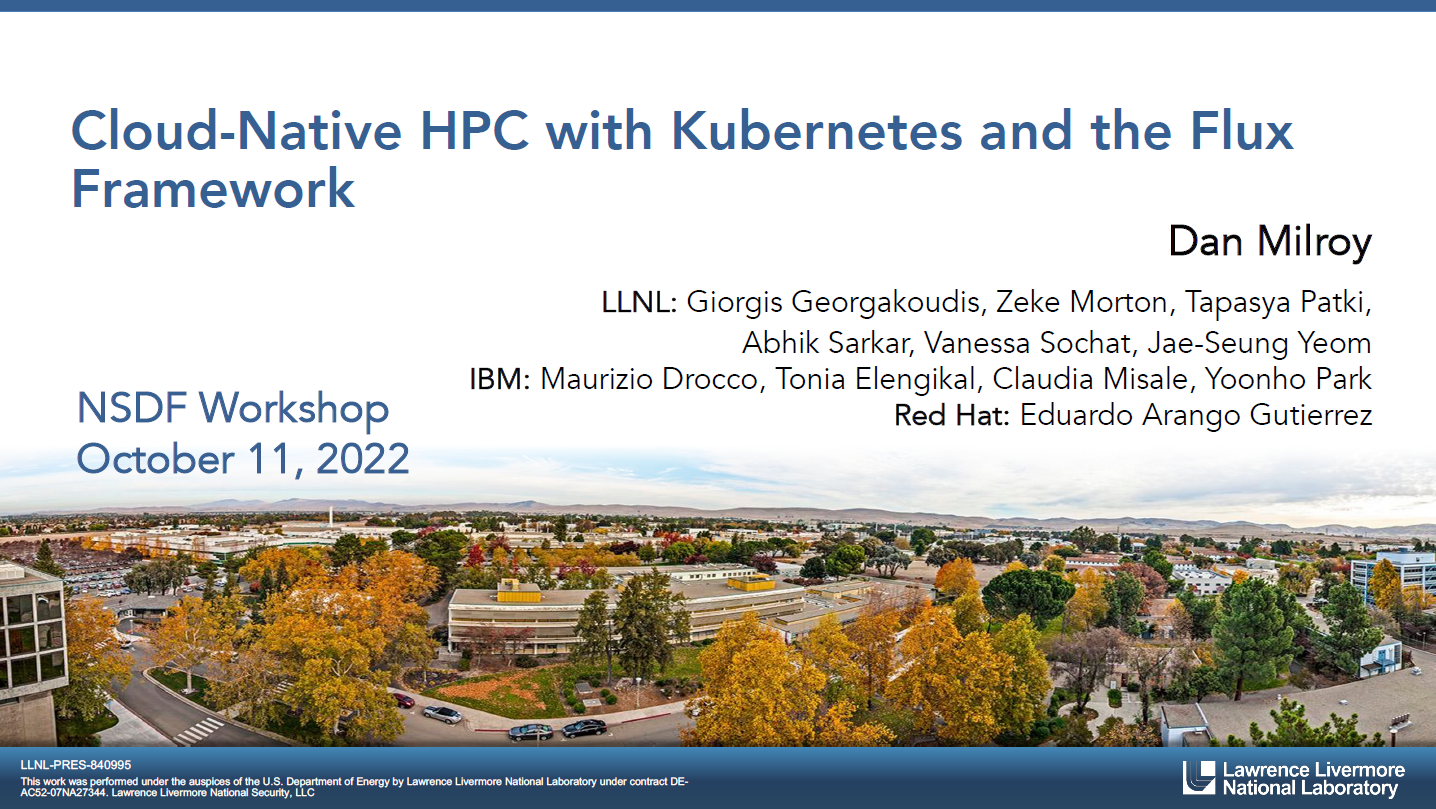 Cloud-Native HPC with Kubernetes and the Flux
Framework
Dan Milroy
LLNL: Giorgis Georgakoudis, Zeke Morton, Tapasya Patki,
Abhik Sarkar, Vanessa Sochat, Jae-Seung Yeom
IBM: Maurizio Drocco, Tonia Elengikal, Claudia Misale, Yoonho Park
Red Hat: Eduardo Arango Gutierrez
NSDF Workshop
October 11, 2022
LLNL-PRES-840995
This work was performed under the auspices of the U.S. Department of Energy by Lawrence Livermore National Laboratory under contract DE-
AC52-07NA27344. Lawrence Livermore National Security, LLC
Lawrence Livermore
National Laboratory